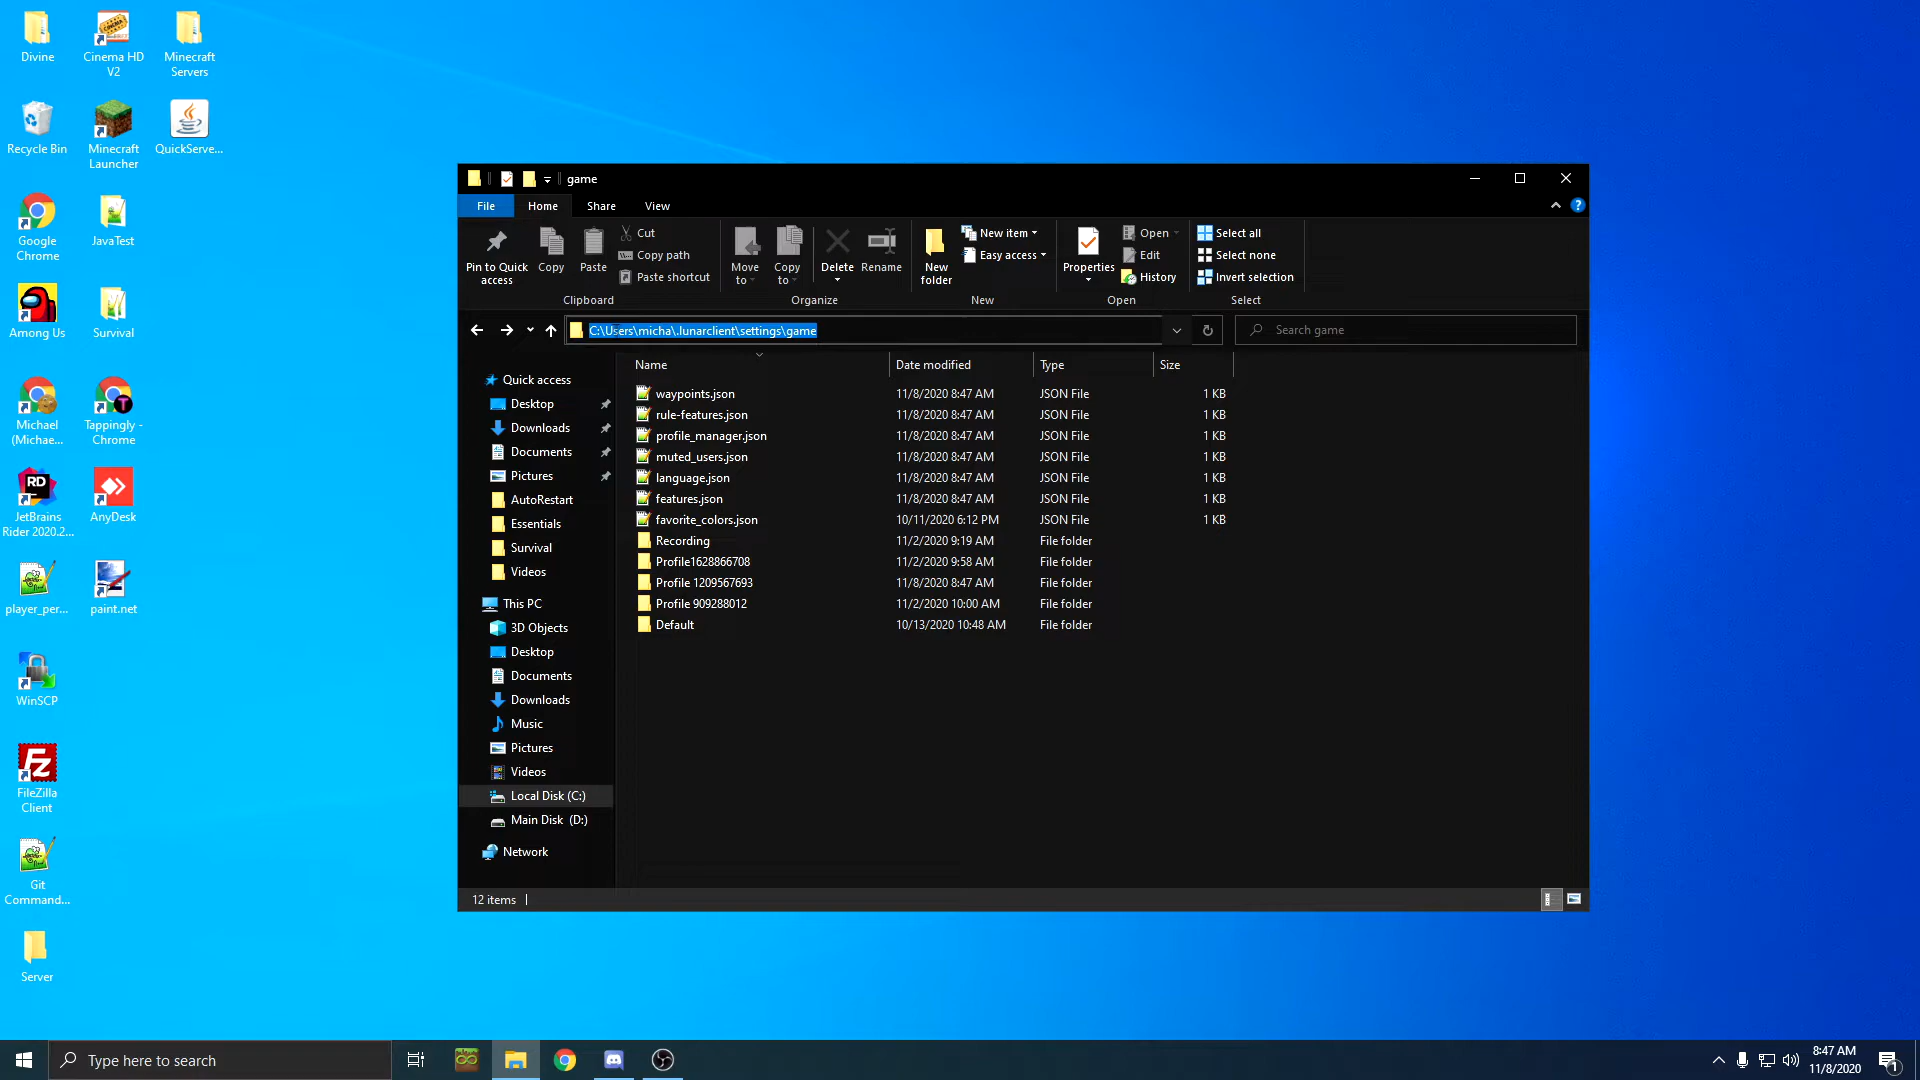 Divine
Cinema HD
V2
Minecraft
Servers
Recycle Bin
Minecraft
Launcher
QuickServe...
Google
Chrome
JavaTest
Among Us
Survival
Michael
(Michae...
Tappingly -
Chrome
JetBrains
Rider 2020.2...
AnyDesk
player_per...
paint.net
WinSCP
FileZilla
Client
Git
Command...
Server
game
File
Home
Share
View
Pin to Quick
access
Copy
Paste
Cut
Copy path
Paste shortcut
Clipboard
Move
to
Copy
to
Delete
Rename
Organize
New
folder
New item
Easy access
New
Properties
Open
Edit
History
Open
Select all
Select none
Invert selection
Select
C:\Users\micha\.lunarclient\settings\game
Search game
Name Date modified Type Size
waypoints.json 11/8/2020 8:47 AM JSON File 1 KB
rule-features.json 11/8/2020 8:47 AM JSON File 1 KB
profile_manager.json 11/8/2020 8:47 AM JSON File 1 KB
muted_users.json 11/8/2020 8:47 AM JSON File 1 KB
language.json 11/8/2020 8:47 AM JSON File 1 KB
features.json 11/8/2020 8:47 AM JSON File 1 KB
favorite_colors.json 10/11/2020 6:12 PM JSON File 1 KB
Recording 11/2/2020 9:19 AM File folder
Profile1628866708 11/2/2020 9:58 AM File folder
Profile 1209567693 11/8/2020 8:47 AM File folder
Profile 909288012 11/2/2020 10:00 AM File folder
Default 10/13/2020 10:48 AM File folder
Quick access
Desktop
Downloads
Documents
Pictures
AutoRestart
Essentials
Survival
Videos
This PC
3D Objects
Desktop
Documents
Downloads
Music
Pictures
Videos
Local Disk (C:)
Main Disk (D:)
Network
12 items
Type here to search
8:47 AM
11/8/2020
1